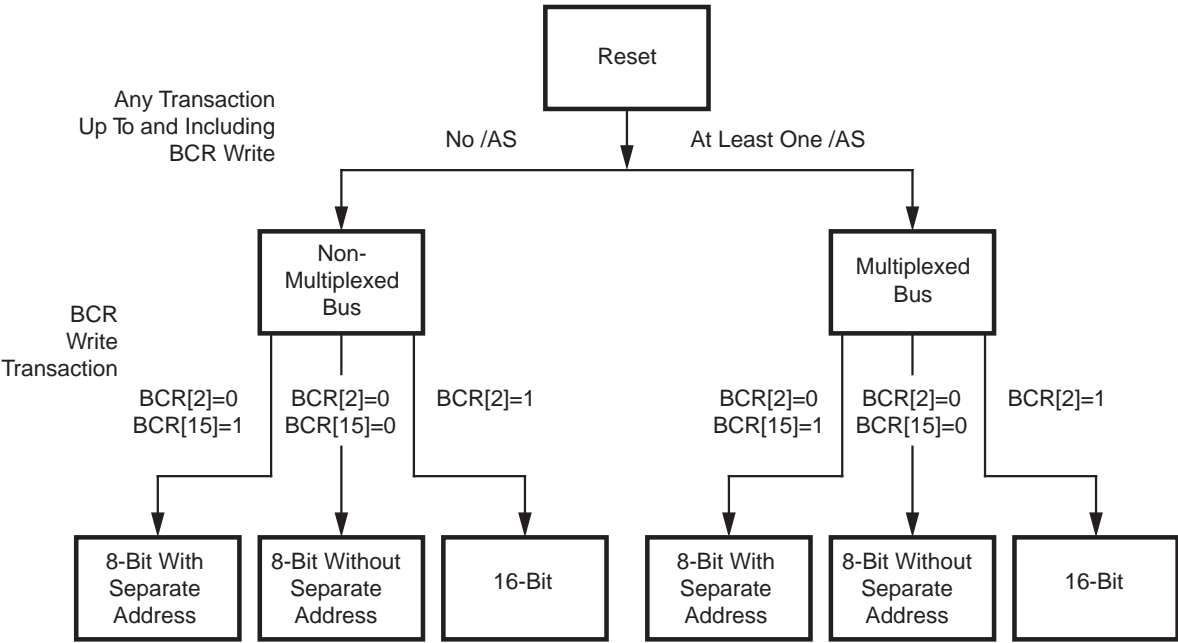 Reset
Any Transaction
Up To and Including
BCR Write
No /AS
At Least One /AS
Non-
Multiplexed
Bus
Multiplexed
Bus
BCR
Write
Transaction
BCR[2]=0
BCR[15]=1
BCR[2]=0
BCR[15]=0
BCR[2]=1
BCR[2]=0
BCR[15]=1
BCR[2]=0
BCR[15]=0
BCR[2]=1
8-Bit With
Separate
Address
8-Bit Without
Separate
Address
16-Bit
8-Bit With
Separate
Address
8-Bit Without
Separate
Address
16-Bit